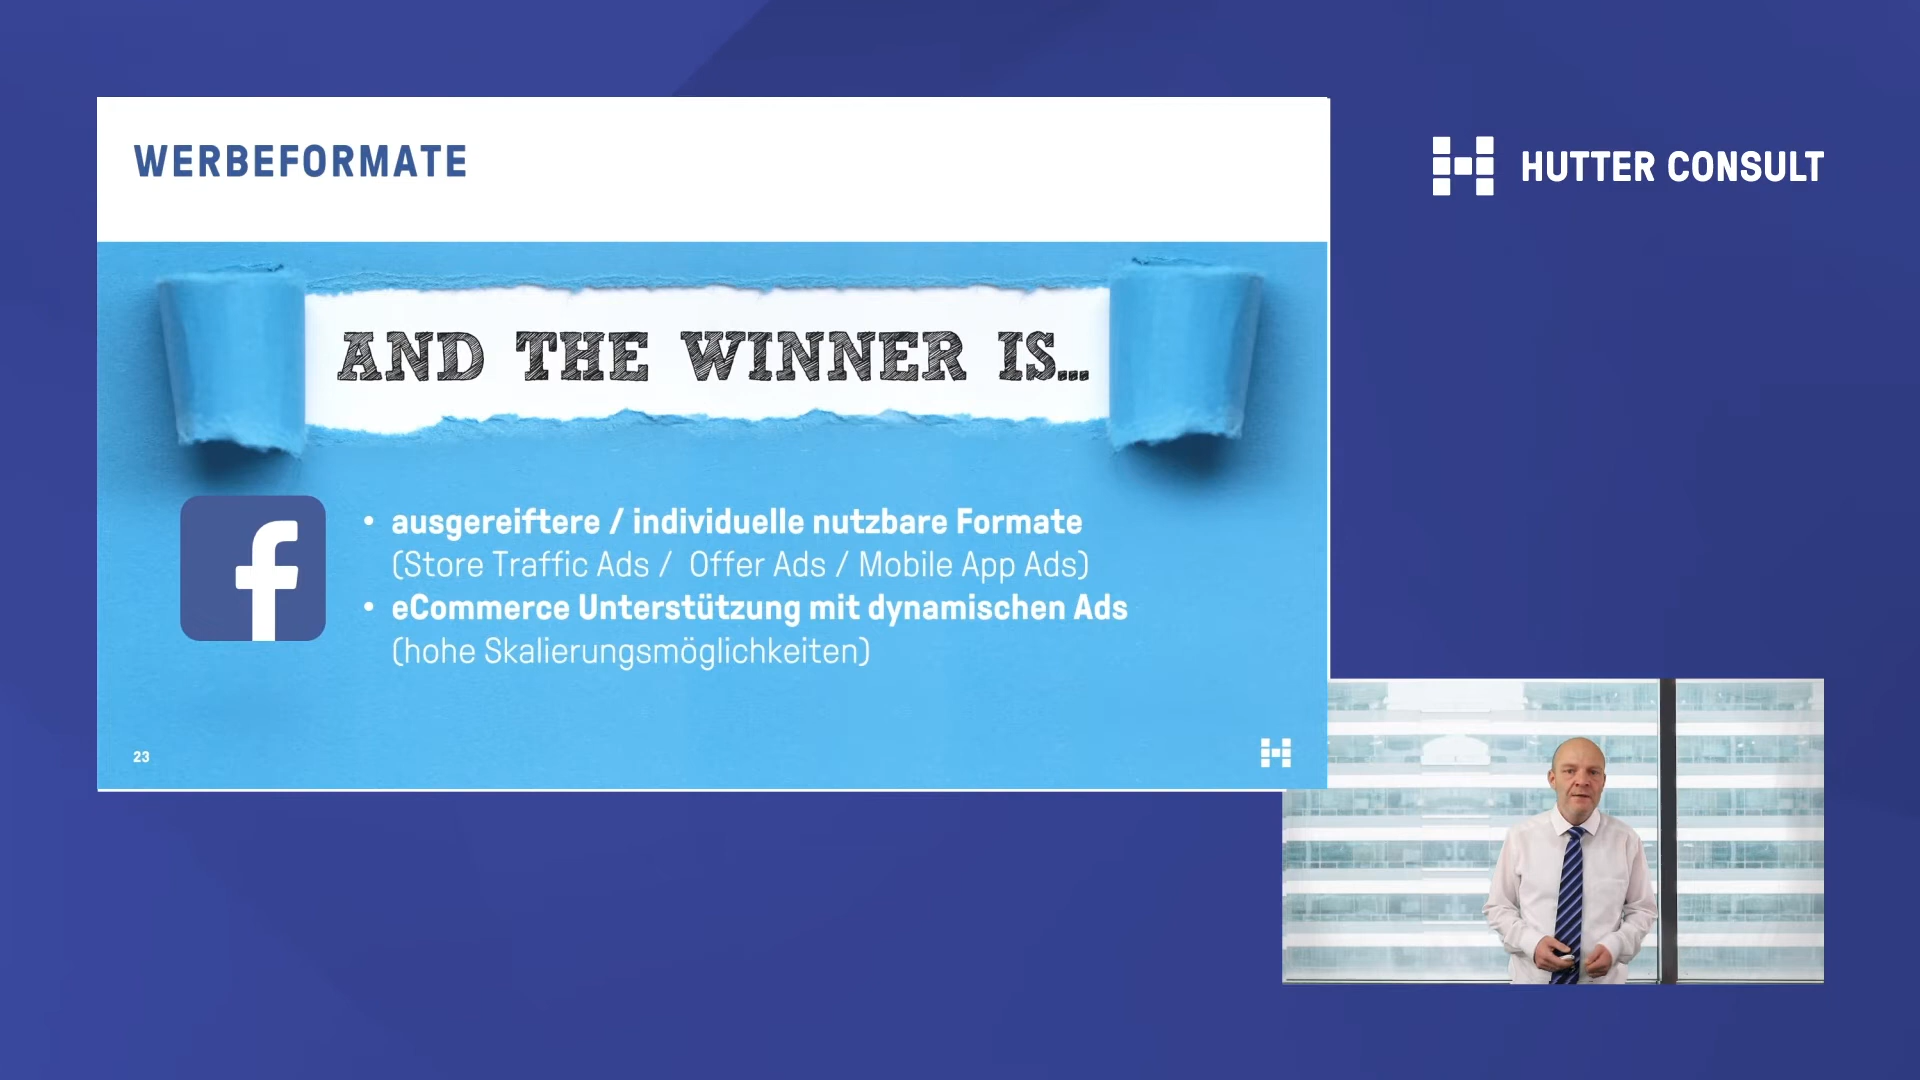 WERBEFORMATE
HUTTER CONSULT
AND THE WINNER IS...
• ausgereiftere / individuelle nutzbare Formate
(Store Traffic Ads / Offer Ads / Mobile App Ads)
• eCommerce Unterstützung mit dynamischen Ads
(hohe Skalierungsmöglichkeiten)
23